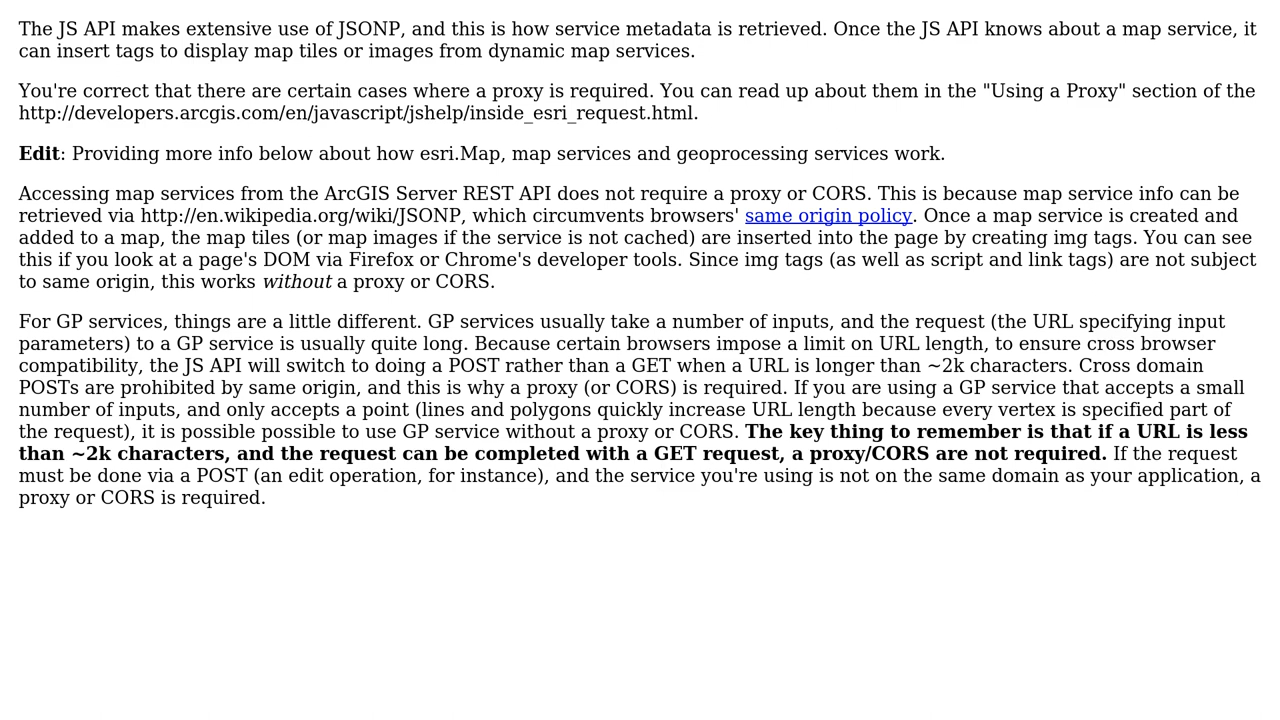 The JS API makes extensive use of JSONP, and this is how service metadata is retrieved. Once the JS API knows about a map service, it
can insert tags to display map tiles or images from dynamic map services.
You're correct that there are certain cases where a proxy is required. You can read up about them in the "Using a Proxy" section of the
http://developers.arcgis.com/en/javascript/jshelp/inside_esri_request.html.
Edit: Providing more info below about how esri.Map, map services and geoprocessing services work.
Accessing map services from the ArcGIS Server REST API does not require a proxy or CORS. This is because map service info can be
retrieved via http://en.wikipedia.org/wiki/JSONP, which circumvents browsers' same origin policy. Once a map service is created and
added to a map, the map tiles (or map images if the service is not cached) are inserted into the page by creating img tags. You can see
this if you look at a page's DOM via Firefox or Chrome's developer tools. Since img tags (as well as script and link tags) are not subject
to same origin, this works without a proxy or CORS.
For GP services, things are a little different. GP services usually take a number of inputs, and the request (the URL specifying input
parameters) to a GP service is usually quite long. Because certain browsers impose a limit on URL length, to ensure cross browser
compatibility, the JS API will switch to doing a POST rather than a GET when a URL is longer than ~2k characters. Cross domain
POSTs are prohibited by same origin, and this is why a proxy (or CORS) is required. If you are using a GP service that accepts a small
number of inputs, and only accepts a point (lines and polygons quickly increase URL length because every vertex is specified part of
the request), it is possible possible to use GP service without a proxy or CORS. The key thing to remember is that if a URL is less
than ~2k characters, and the request can be completed with a GET request, a proxy/CORS are not required. If the request
must be done via a POST (an edit operation, for instance), and the service you're using is not on the same domain as your application, a
proxy or CORS is required.